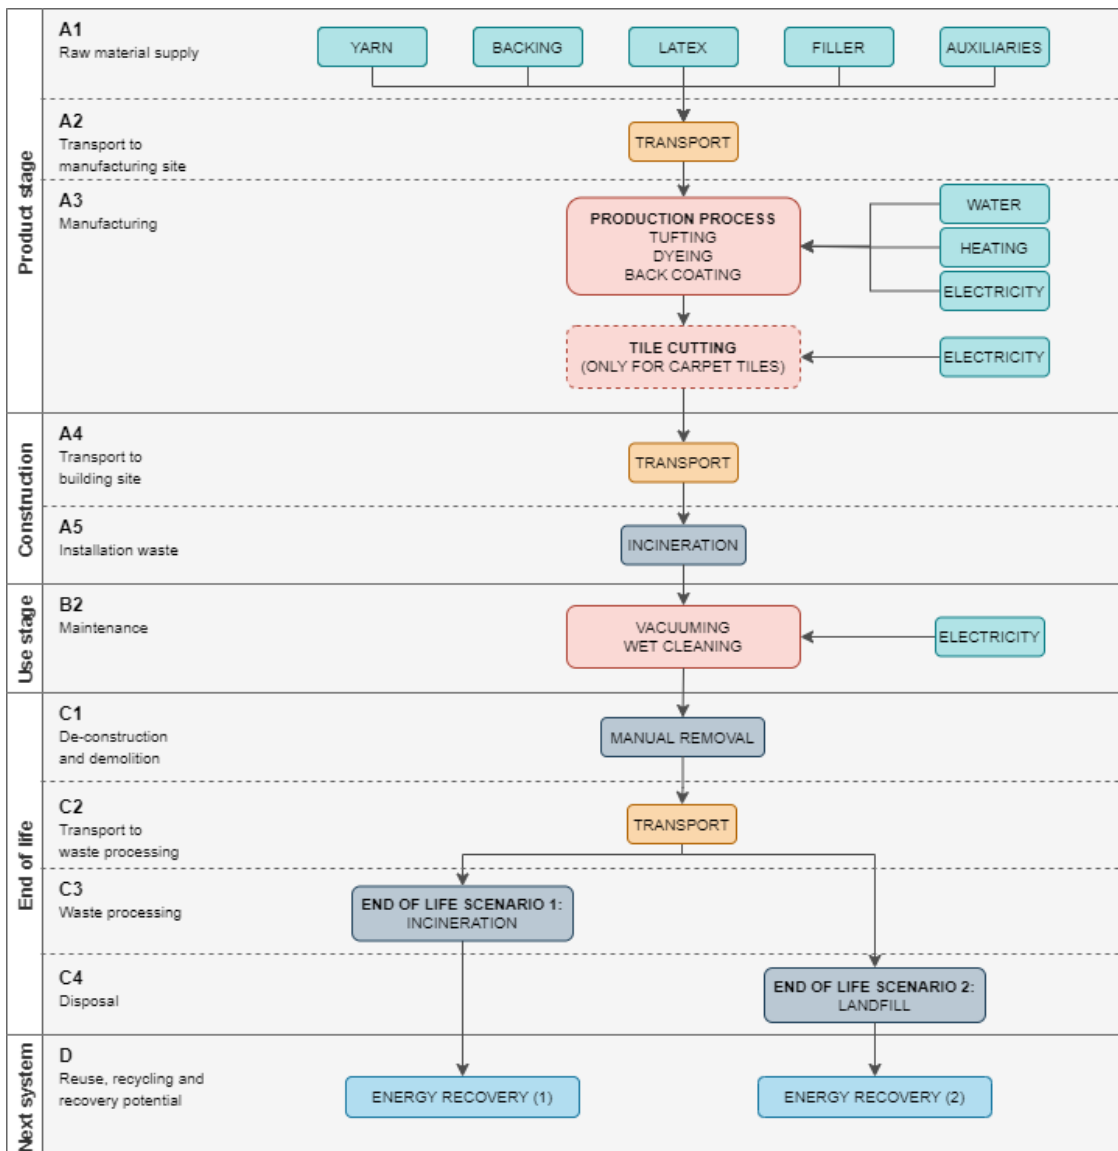 Product stage
A1
Raw material supply
YARN
BACKING
LATEX
FILLER
AUXILIARIES
A2
Transport to
manufacturing site
TRANSPORT
A3
Manufacturing
PRODUCTION PROCESS
TUFTING
DYEING
BACK COATING
WATER
HEATING
ELECTRICITY
TILE CUTTING
(ONLY FOR CARPET TILES)
ELECTRICITY
Construction
A4
Transport to
building site
TRANSPORT
A5
Installation waste
INCINERATION
Use stage
B2
Maintenance
VACUUMING
WET CLEANING
ELECTRICITY
End of life
C1
De-construction
and demolition
MANUAL REMOVAL
C2
Transport to
waste processing
TRANSPORT
C3
Waste processing
END OF LIFE SCENARIO 1:
INCINERATION
C4
Disposal
END OF LIFE SCENARIO 2:
LANDFILL
Next system
D
Reuse, recycling and
recovery potential
ENERGY RECOVERY (1)
ENERGY RECOVERY (2)